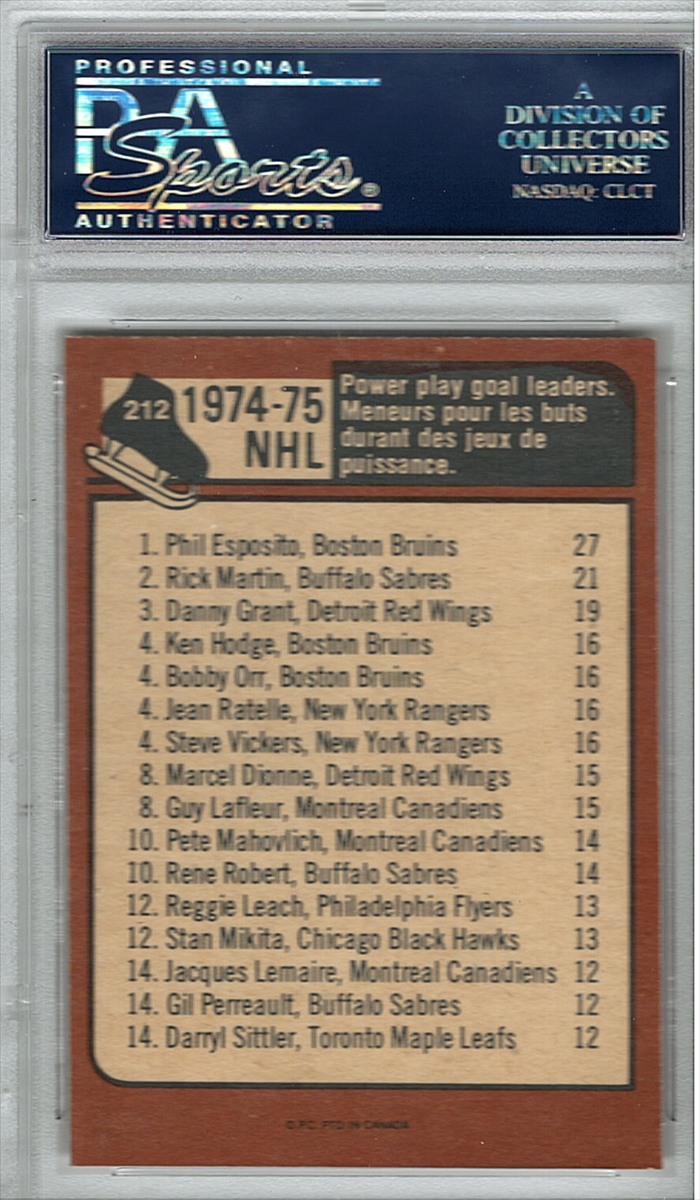 PROFESSIONAL
PSA
Sports®
AUTHENTICATOR
A
DIVISION OF
COLLECTORS
UNIVERSE
NASDAQ: CLCT
212
1974-75
NHL
Power play goal leaders.
Meneurs pour les buts
durant des jeux de
puissance.
1. Phil Esposito, Boston Bruins 27
2. Rick Martin, Buffalo Sabres 21
3. Danny Grant, Detroit Red Wings 19
4. Ken Hodge, Boston Bruins 16
4. Bobby Orr, Boston Bruins 16
4. Jean Ratelle, New York Rangers 16
4. Steve Vickers, New York Rangers 16
8. Marcel Dionne, Detroit Red Wings 15
8. Guy Lafleur, Montreal Canadiens 15
10. Pete Mahovlich, Montreal Canadiens 14
10. Rene Robert, Buffalo Sabres 14
12. Reggie Leach, Philadelphia Flyers 13
12. Stan Mikita, Chicago Black Hawks 13
14. Jacques Lemaire, Montreal Canadiens 12
14. Gil Perreault, Buffalo Sabres 12
14. Darryl Sittler, Toronto Maple Leafs 12
O.P.C. PTD IN CANADA